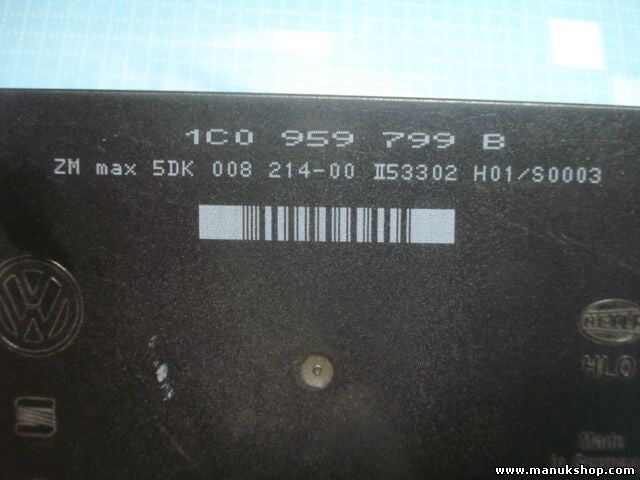 1C0 959 799 B
ZM max 5DK 008 214-00 II53302 H01/S0003
HELLA
HLO
Made
in Germany
www.manukshop.com